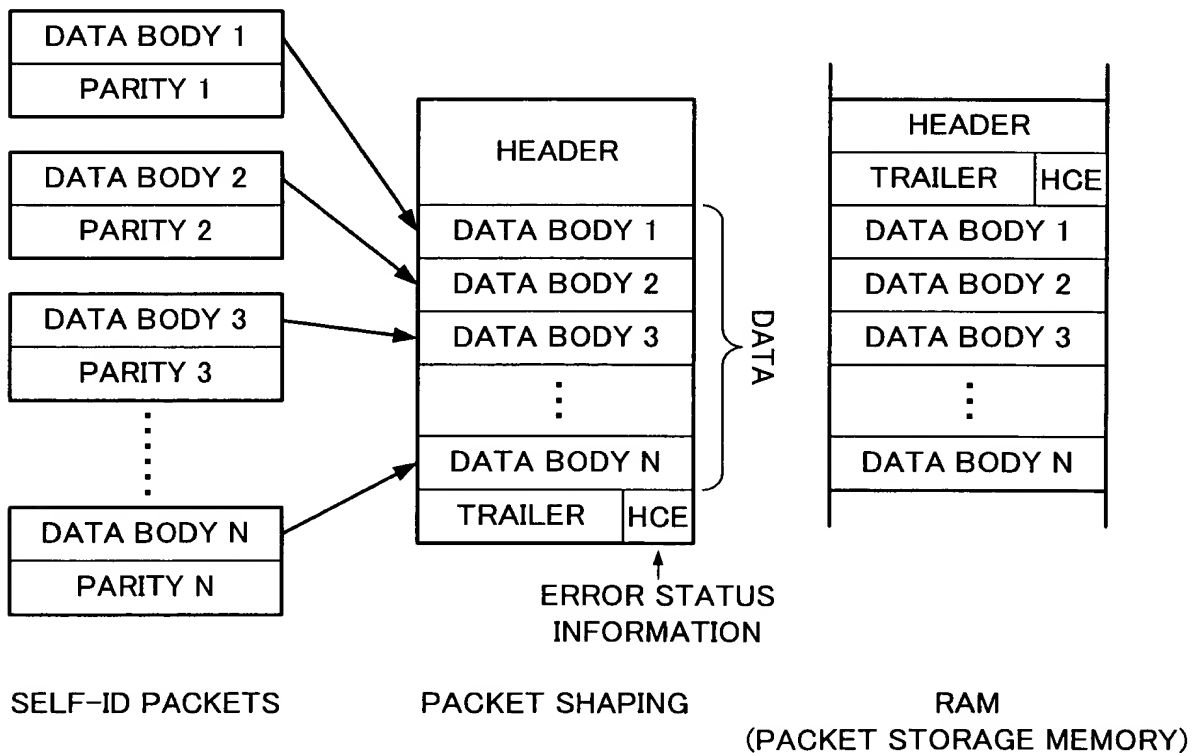 DATA BODY 1
PARITY 1
DATA BODY 2
PARITY 2
DATA BODY 3
PARITY 3
DATA BODY N
PARITY N
SELF-ID PACKETS
HEADER
DATA BODY 1
DATA BODY 2
DATA BODY 3
DATA BODY N
TRAILER HCE
DATA
ERROR STATUS
INFORMATION
PACKET SHAPING
HEADER
TRAILER HCE
DATA BODY 1
DATA BODY 2
DATA BODY 3
DATA BODY N
RAM
(PACKET STORAGE MEMORY)